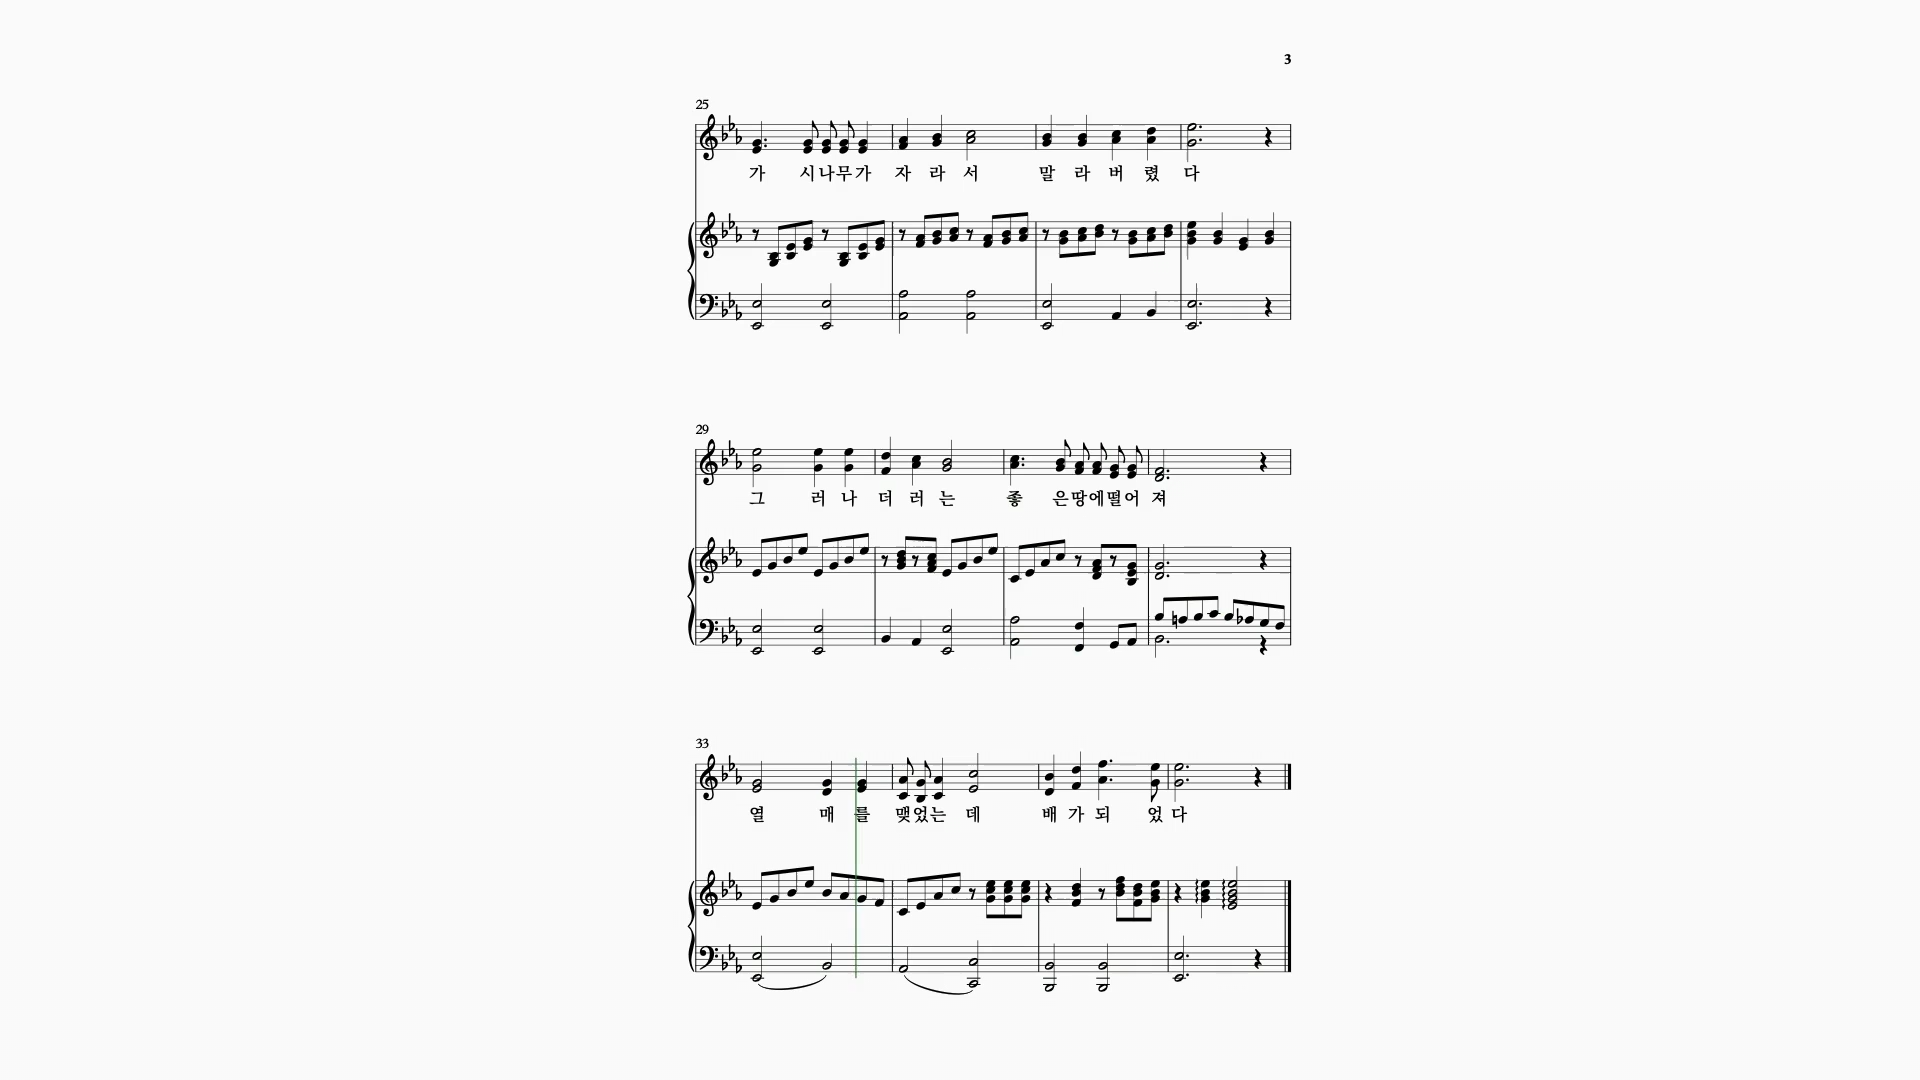 3
25
가 시나무가 자 라 서 말 라 버 렸 다
29
그 러 나 더 러 는 좋 은땅에떨어 져
33
열 매 를 맺었는 데 배 가 되 었 다